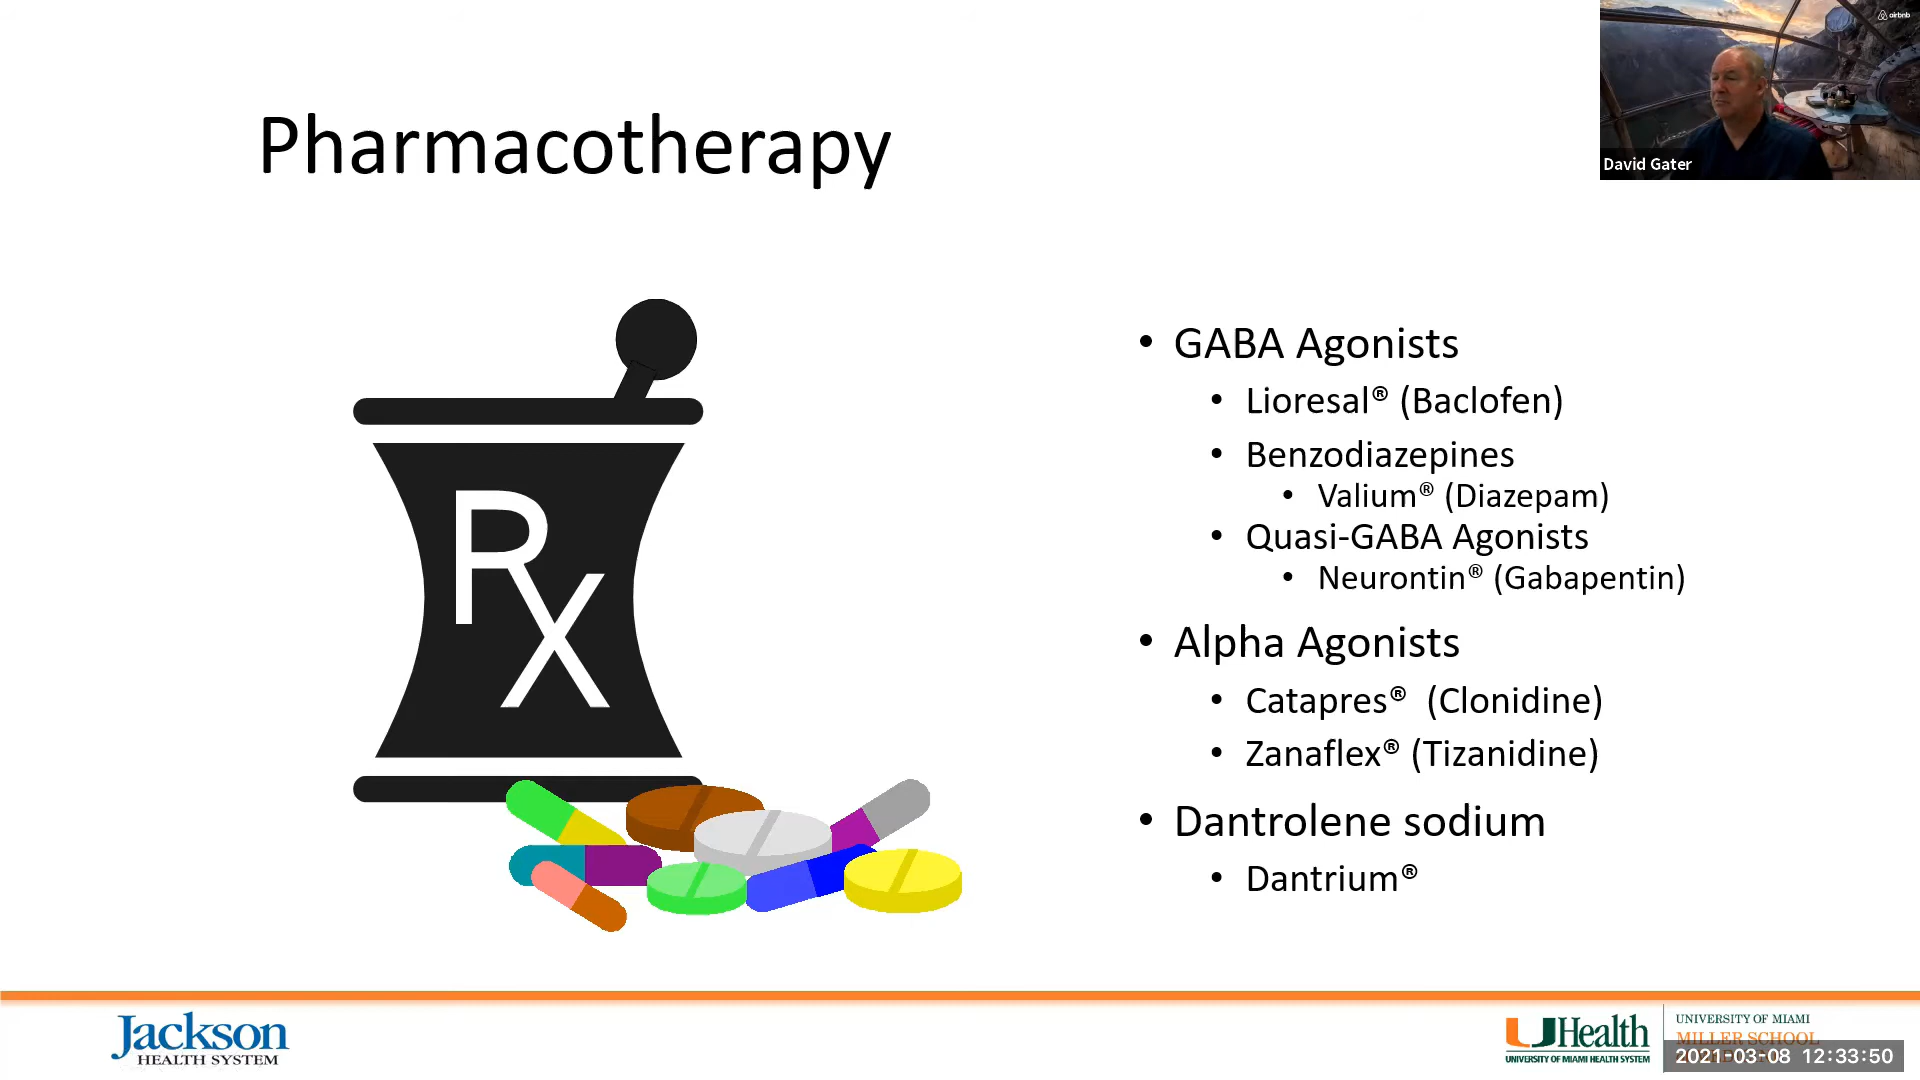 airbnb
David Gater
Pharmacotherapy
Rx
• GABA Agonists
• Lioresal® (Baclofen)
• Benzodiazepines
• Valium® (Diazepam)
• Quasi-GABA Agonists
• Neurontin® (Gabapentin)
• Alpha Agonists
• Catapres® (Clonidine)
• Zanaflex® (Tizanidine)
• Dantrolene sodium
• Dantrium®
Jackson
HEALTH SYSTEM
UHealth
UNIVERSITY OF MIAMI HEALTH SYSTEM
UNIVERSITY OF MIAMI
MILLER SCHOOL
2021-03-08 12:33:50